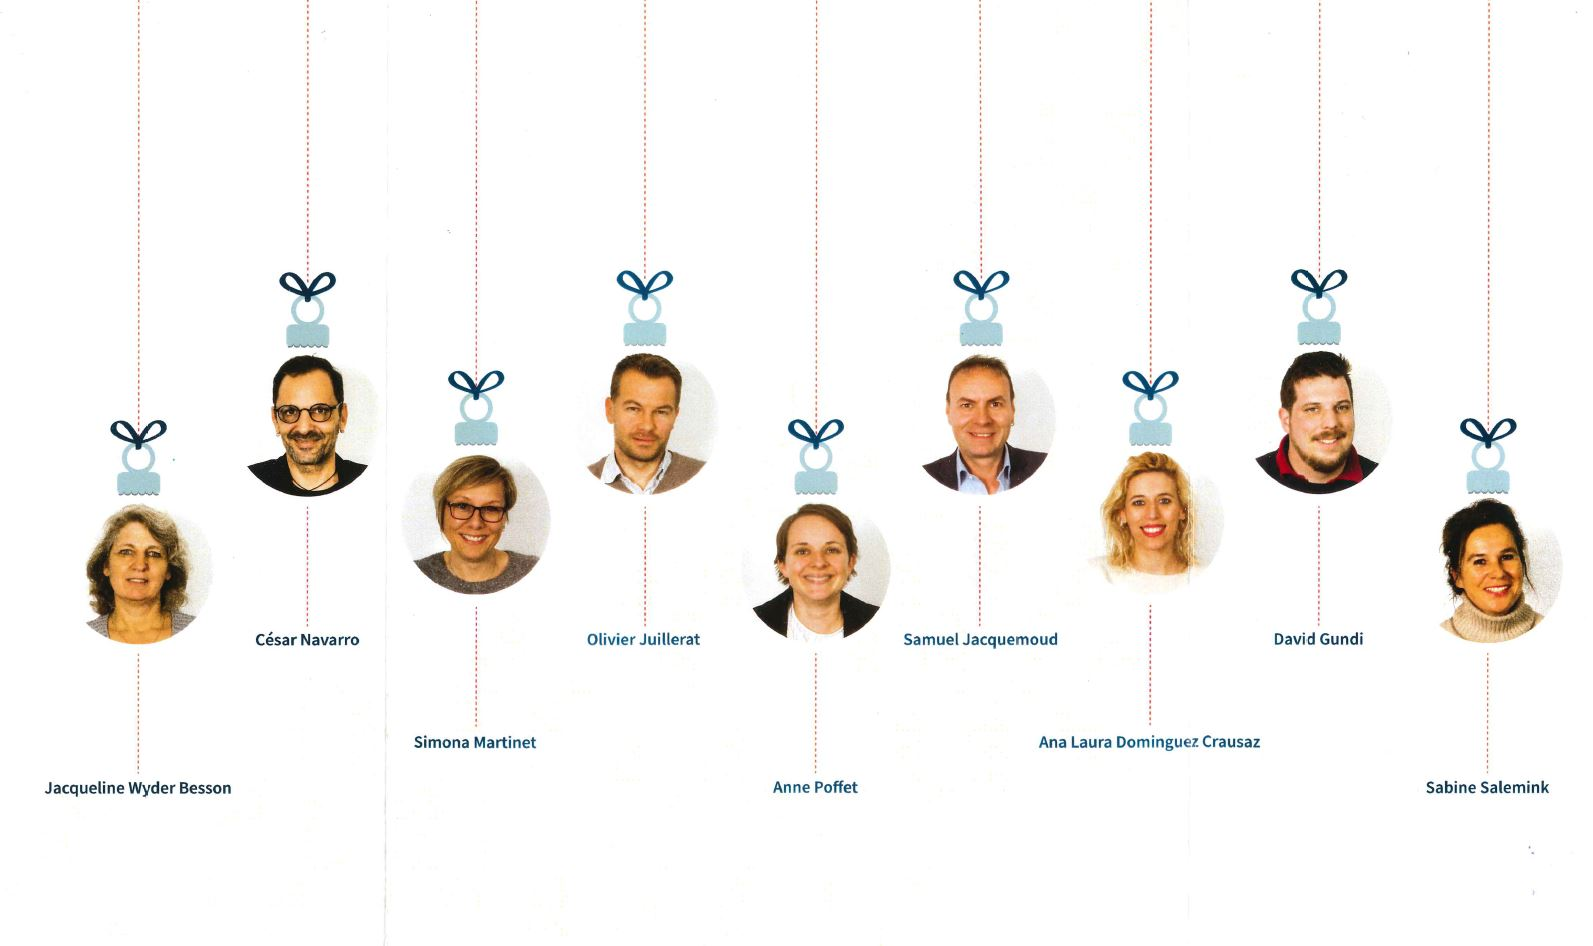 César Navarro
Olivier Juillerat
Samuel Jacquemoud
David Gundi
Simona Martinet
Ana Laura Dominguez Crausaz
Jacqueline Wyder Besson
Anne Poffet
Sabine Salemink